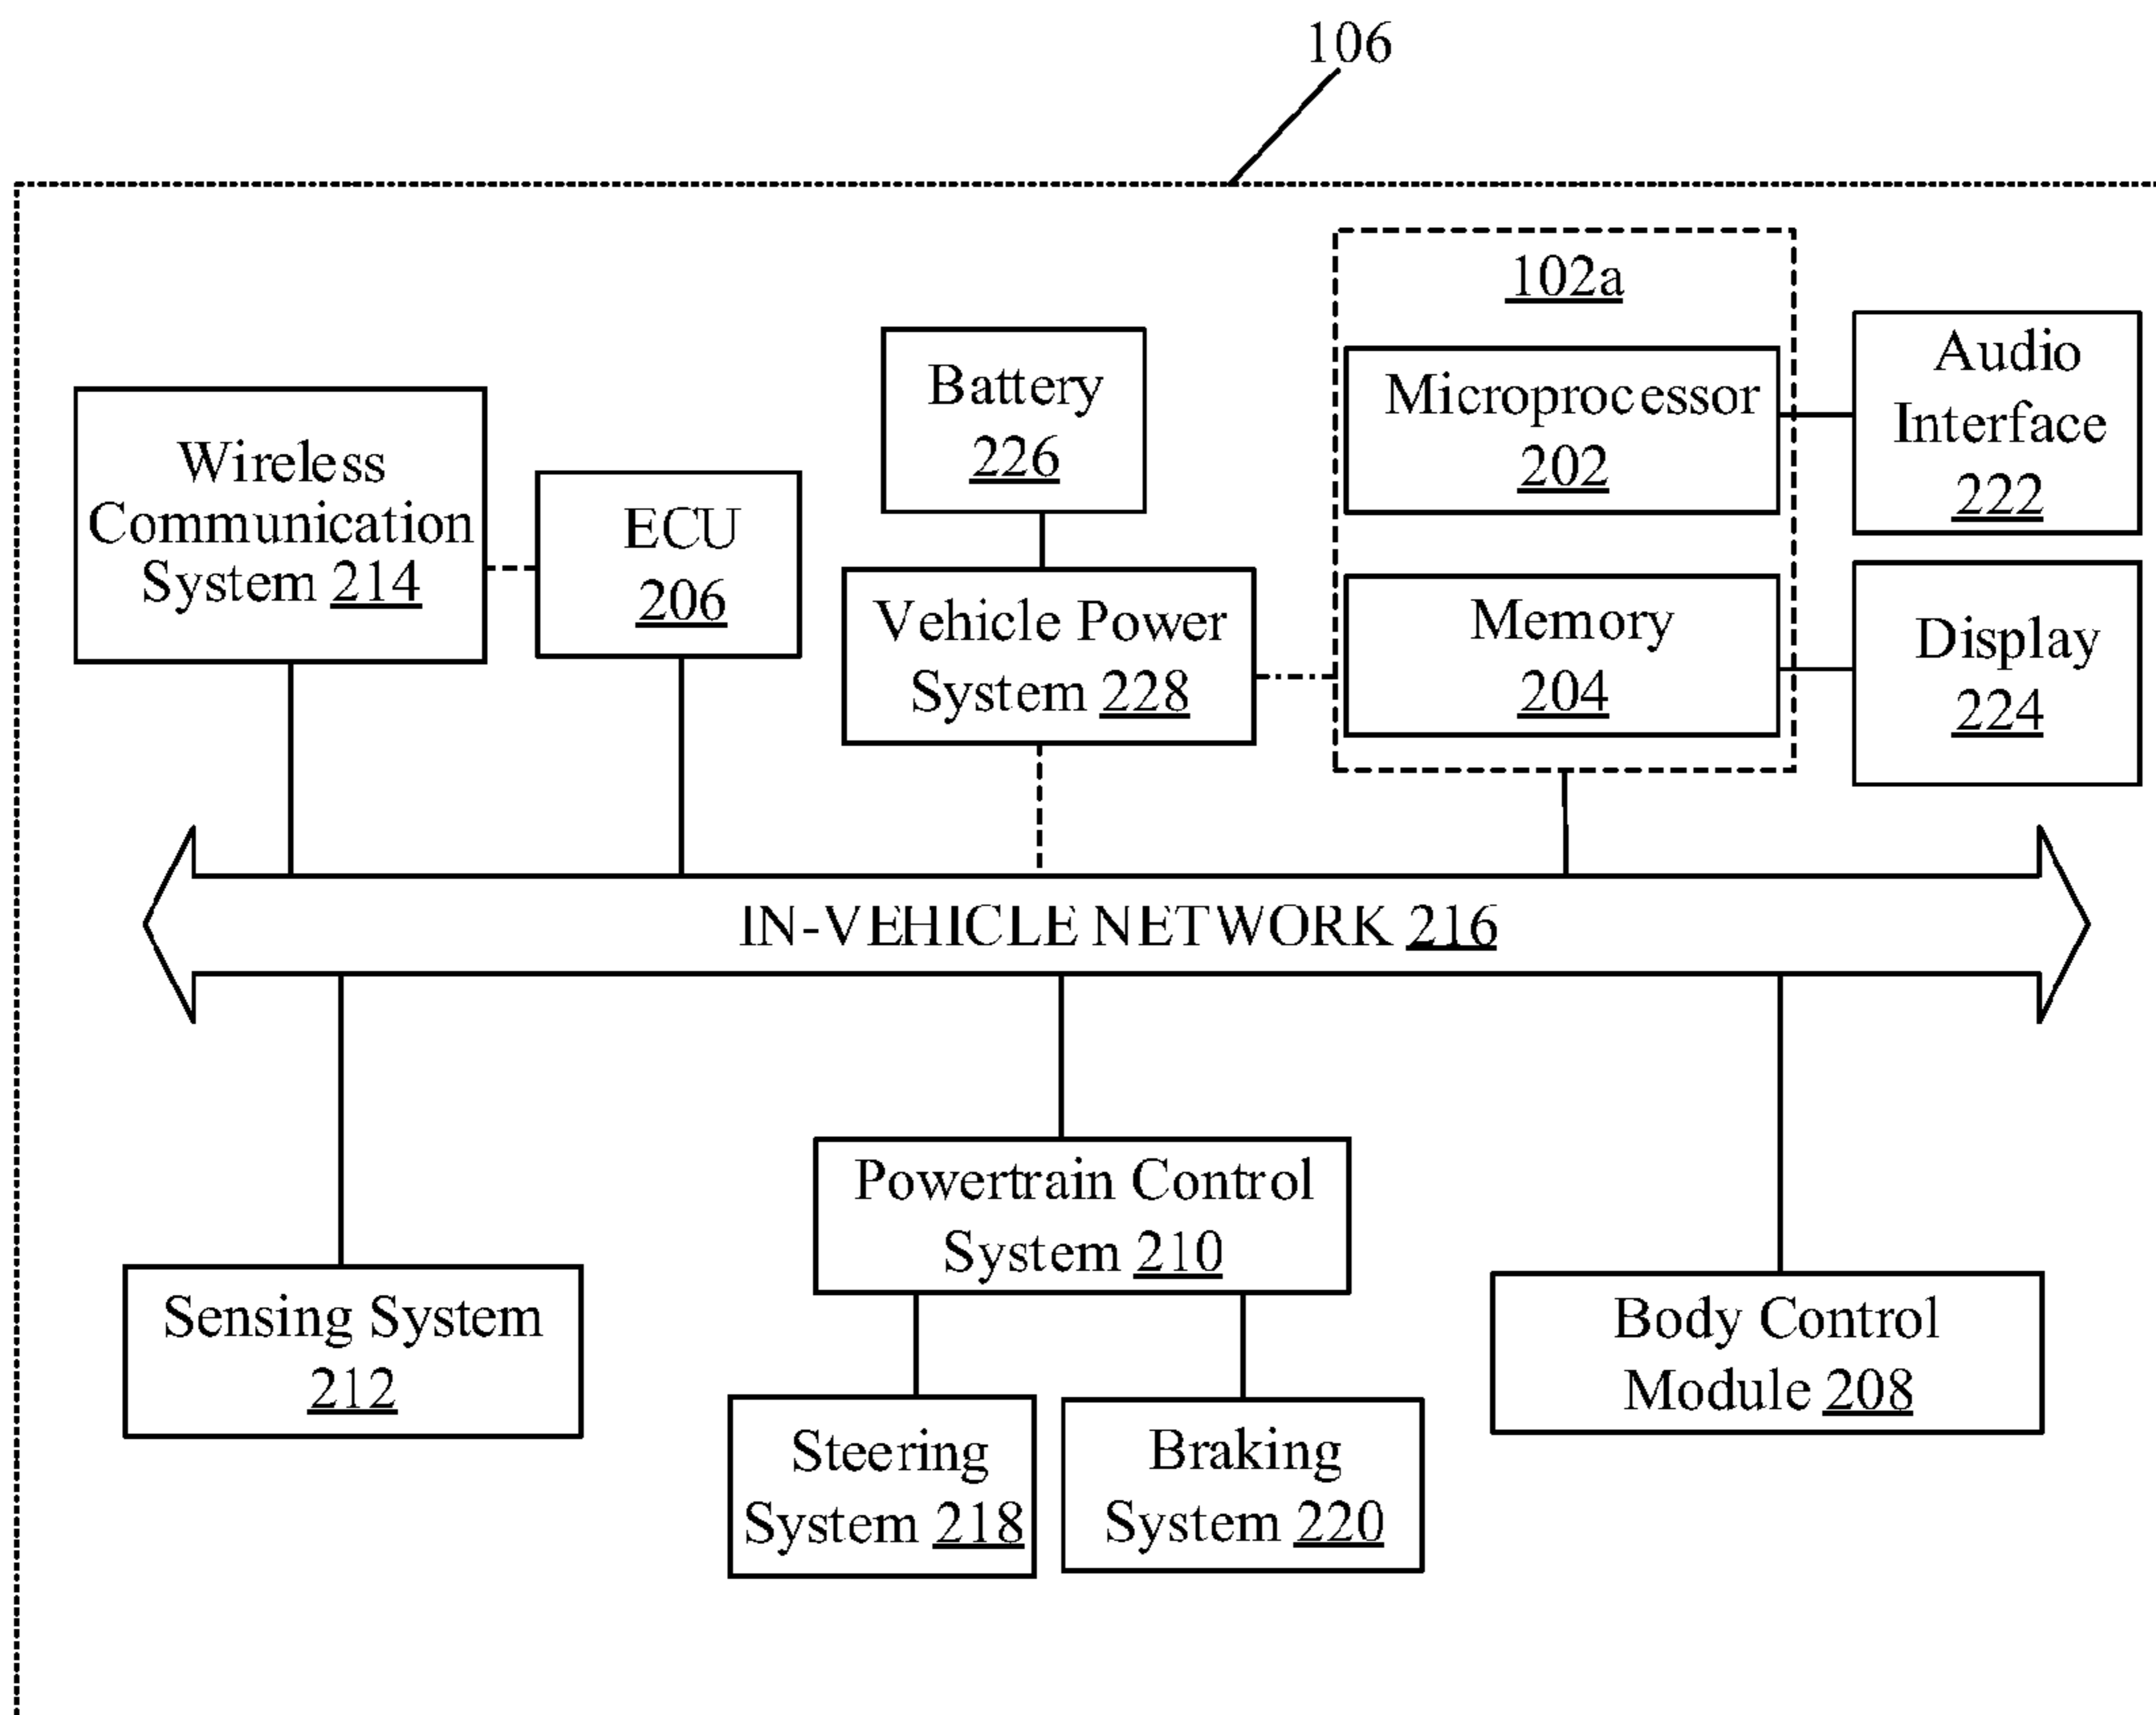 106
102a
Wireless
Communication
System 214
ECU
206
Battery
226
Vehicle Power
System 228
Microprocessor
202
Memory
204
Audio
Interface
222
Display
224
IN-VEHICLE NETWORK 216
Sensing System
212
Powertrain Control
System 210
Steering
System 218
Braking
System 220
Body Control
Module 208